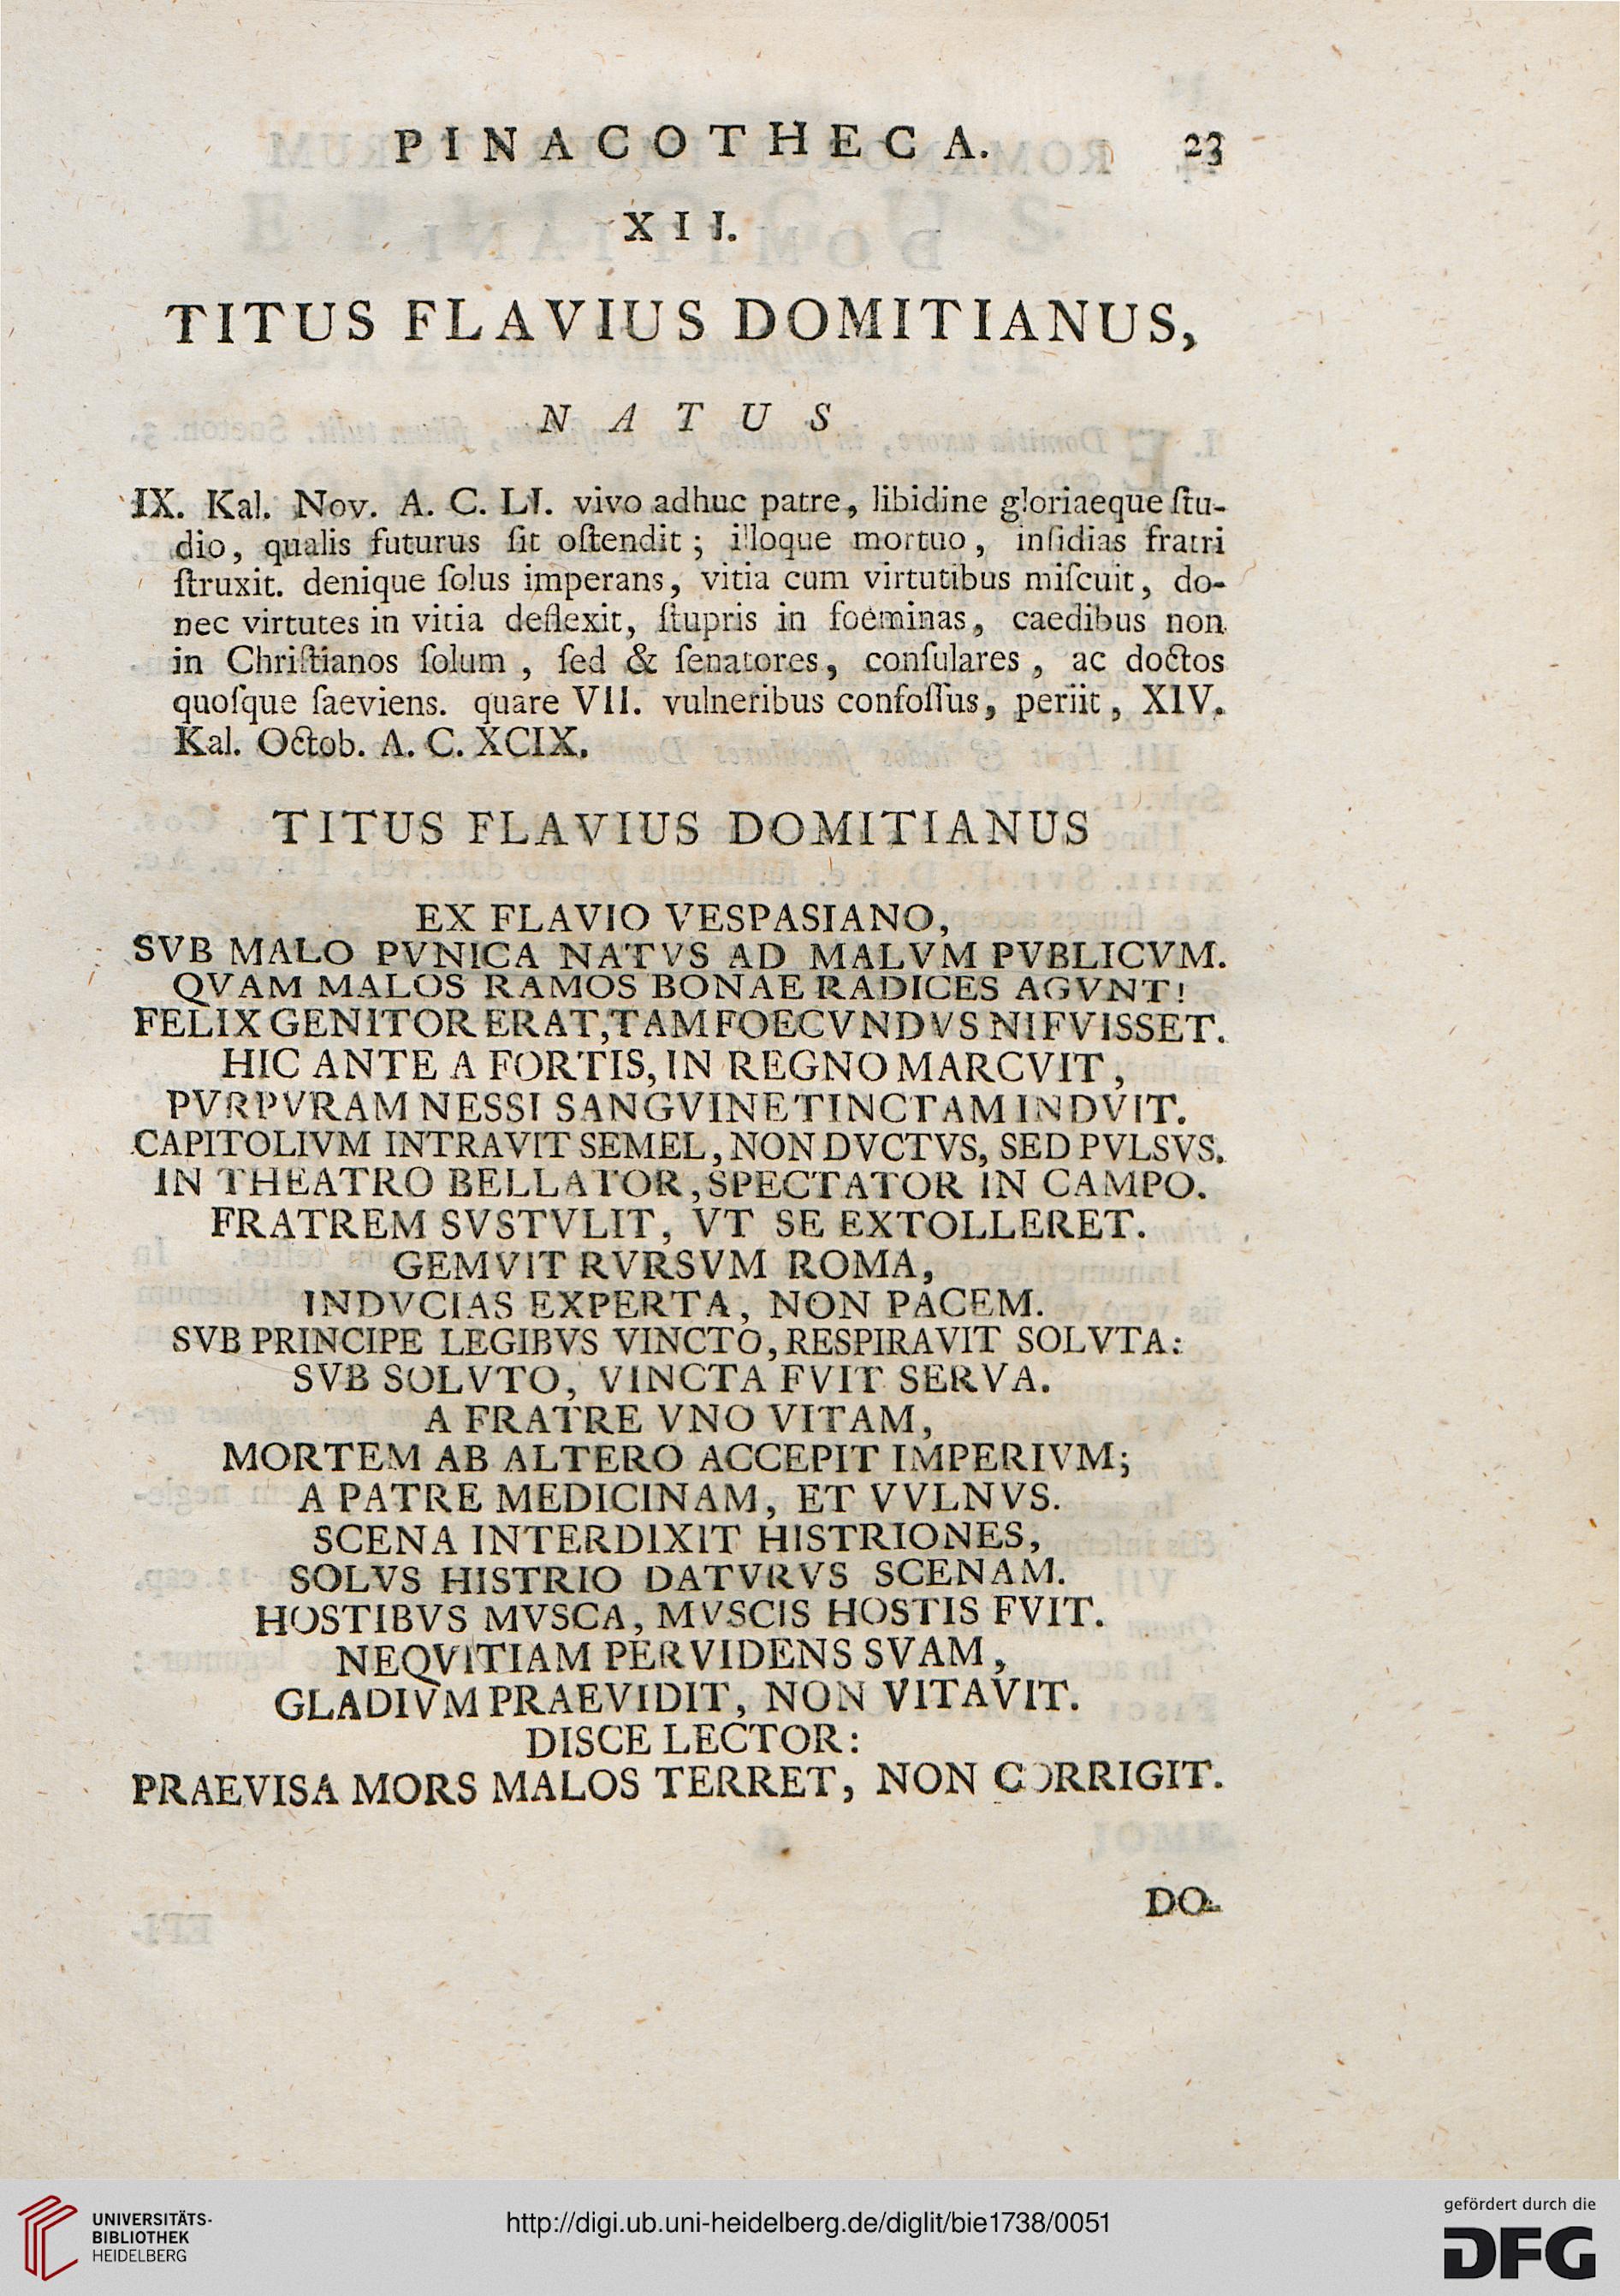 PINACOTHECA. 23
XII.
TITUS FLAVIUS DOMITIANUS,
NATUS
IX. Kal. Nov. A. C. LI. vivo adhuc patre, libidine gloriaeque ſtu-
dio, qualis futurus ſit oſtendit; illoque mortuo, inſidias fratri
ſtruxit. denique ſolus imperans, vitia cum virtutibus miſcuit, do-
nec virtutes in vitia deflexit, ſtupris in foeminas, caedibus non
in Chriſtianos ſolum, ſed & ſenatores, conſulares, ac doctos
quoſque ſaeviens. quare VII. vulneribus confoſſus, periit, XIV.
Kal. Octob. A. C. XCIX.
TITUS FLAVIUS DOMITIANUS
EX FLAVIO VESPASIANO,
SVB MALO PVNICA NATVS AD MALVM PVBLICVM.
QVAM MALOS RAMOS BONAE RADICES AGVNT!
FELIX GENITOR ERAT, TAM FOECVNDVS NI FVISSET.
HIC ANTE A FORTIS, IN REGNO MARCVIT,
PVRPVRAM NESSI SANGVINE TINCTAM INDVIT.
CAPITOLIVM INTRAVIT SEMEL, NON DVCTVS, SED PVLSVS.
IN THEATRO BELLATOR, SPECTATOR IN CAMPO.
FRATREM SVSTVLIT, VT SE EXTOLLERET.
GEMVIT RVRSVM ROMA,
INDVCIAS EXPERTA, NON PACEM.
SVB PRINCIPE LEGIBVS VINCTO, RESPIRAVIT SOLVTA:
SVB SOLVTO, VINCTA FVIT SERVA.
A FRATRE VNO VITAM,
MORTEM AB ALTERO ACCEPIT IMPERIVM;
A PATRE MEDICINAM, ET VVLNVS.
SCENA INTERDIXIT HISTRIONES,
SOLVS HISTRIO DATVRVS SCENAM.
HOSTIBVS MVSCA, MVSCIS HOSTIS FVIT.
NEQVITIAM PERVIDENS SVAM,
GLADIVM PRAEVIDIT, NON VITAVIT.
DISCE LECTOR:
PRAEVISA MORS MALOS TERRET, NON CORRIGIT.
DO-
UNIVERSITÄTS-
BIBLIOTHEK
HEIDELBERG
http://digi.ub.uni-heidelberg.de/diglit/bie1738/0051
gefördert durch die
DFG